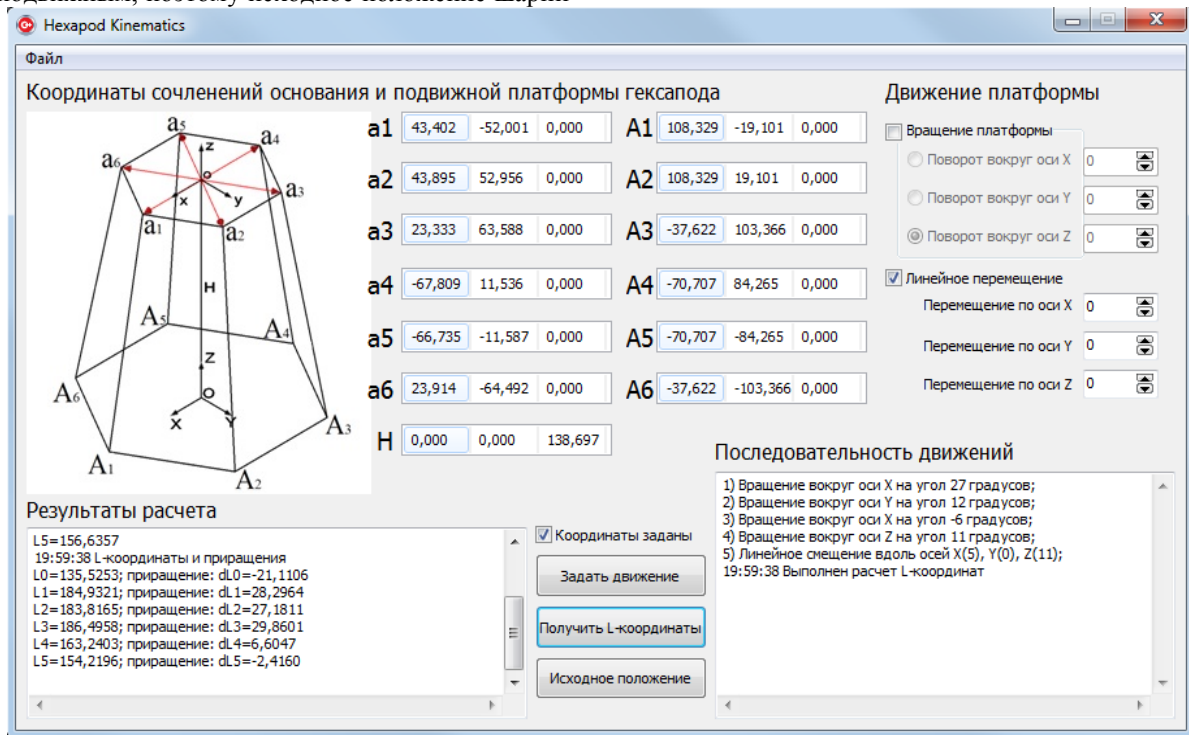 подвижным, поэтому исходное положение шарни
Hexapod Kinematics
Файл
Координаты сочленений основания и подвижной платформы гексапода
Движение платформы
a5
a4
a6
a3
a1
a2
z
o
x
y
H
A5
A4
A6
A3
A1
A2
Z
O
X
Y
a1 43,402 -52,001 0,000 A1 108,329 -19,101 0,000
a2 43,895 52,956 0,000 A2 108,329 19,101 0,000
a3 23,333 63,588 0,000 A3 -37,622 103,366 0,000
a4 -67,809 11,536 0,000 A4 -70,707 84,265 0,000
a5 -66,735 -11,587 0,000 A5 -70,707 -84,265 0,000
a6 23,914 -64,492 0,000 A6 -37,622 -103,366 0,000
H 0,000 0,000 138,697
Вращение платформы
Поворот вокруг оси X 0
Поворот вокруг оси Y 0
Поворот вокруг оси Z 0
Линейное перемещение
Перемещение по оси X 0
Перемещение по оси Y 0
Перемещение по оси Z 0
Результаты расчета
L5=156,6357
19:59:38 L-координаты и приращения
L0=135,5253; приращение: dL0=-21,1106
L1=184,9321; приращение: dL1=28,2964
L2=183,8165; приращение: dL2=27,1811
L3=186,4958; приращение: dL3=29,8601
L4=163,2403; приращение: dL4=6,6047
L5=154,2196; приращение: dL5=-2,4160
Координаты заданы
Задать движение
Получить L-координаты
Исходное положение
Последовательность движений
1) Вращение вокруг оси X на угол 27 градусов;
2) Вращение вокруг оси Y на угол 12 градусов;
3) Вращение вокруг оси X на угол -6 градусов;
4) Вращение вокруг оси Z на угол 11 градусов;
5) Линейное смещение вдоль осей X(5), Y(0), Z(11);
19:59:38 Выполнен расчет L-координат